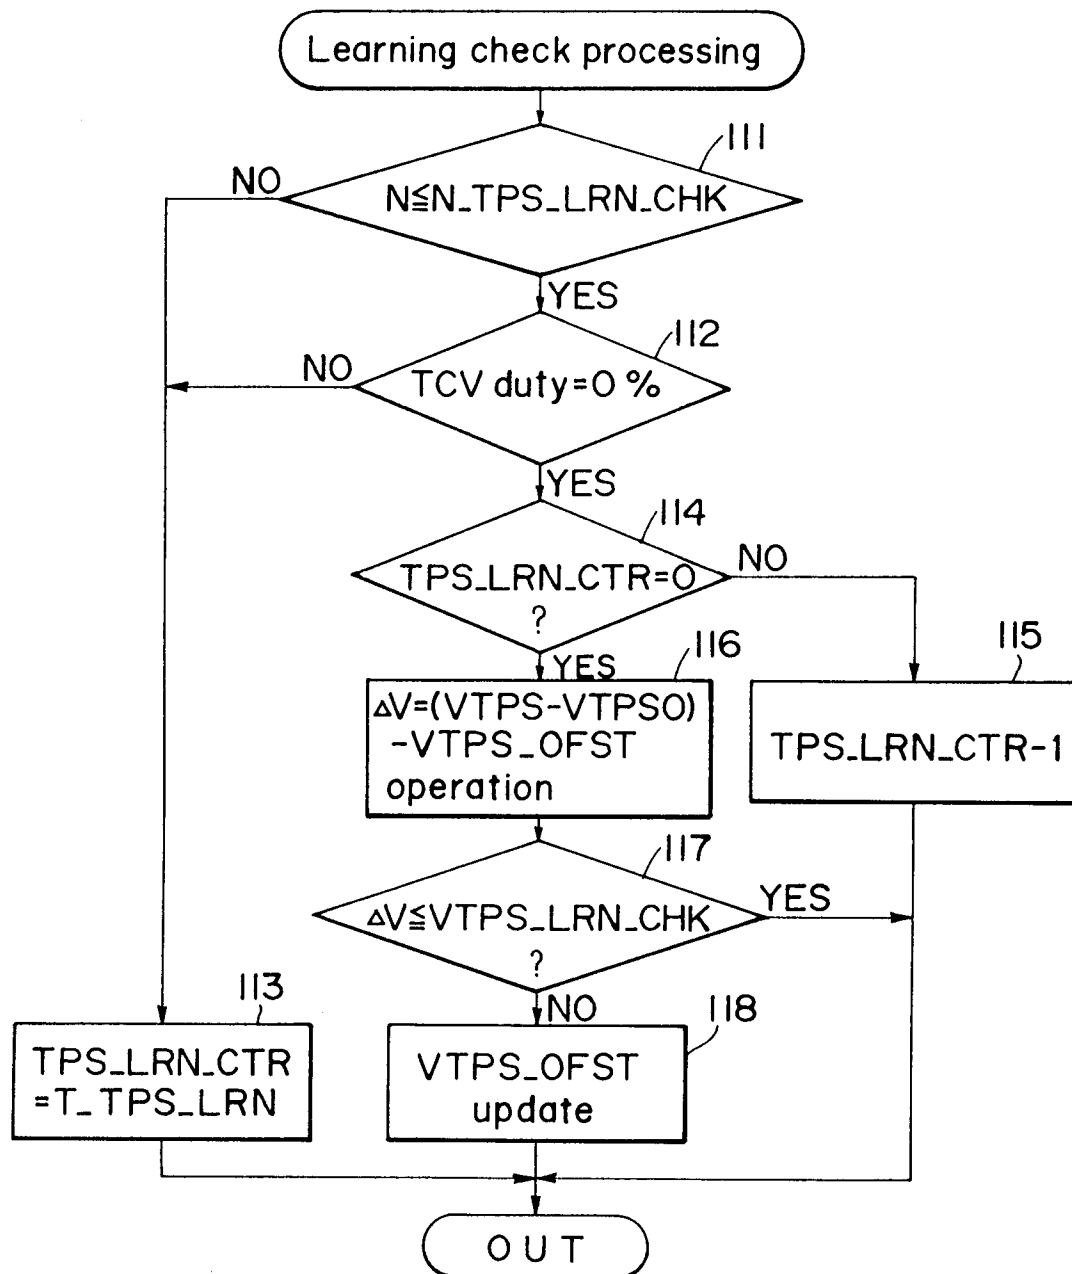 Learning check processing
111
NO
N≦N_TPS_LRN_CHK
YES
112
NO
TCV duty=0 %
YES
114
NO
TPS_LRN_CTR=0
?
YES
116
115
ΔV=(VTPS-VTPS0)
-VTPS_OFST
operation
TPS_LRN_CTR-1
117
YES
ΔV≦VTPS_LRN_CHK
?
NO
113
118
TPS_LRN_CTR
=T_TPS_LRN
VTPS_OFST
update
OUT